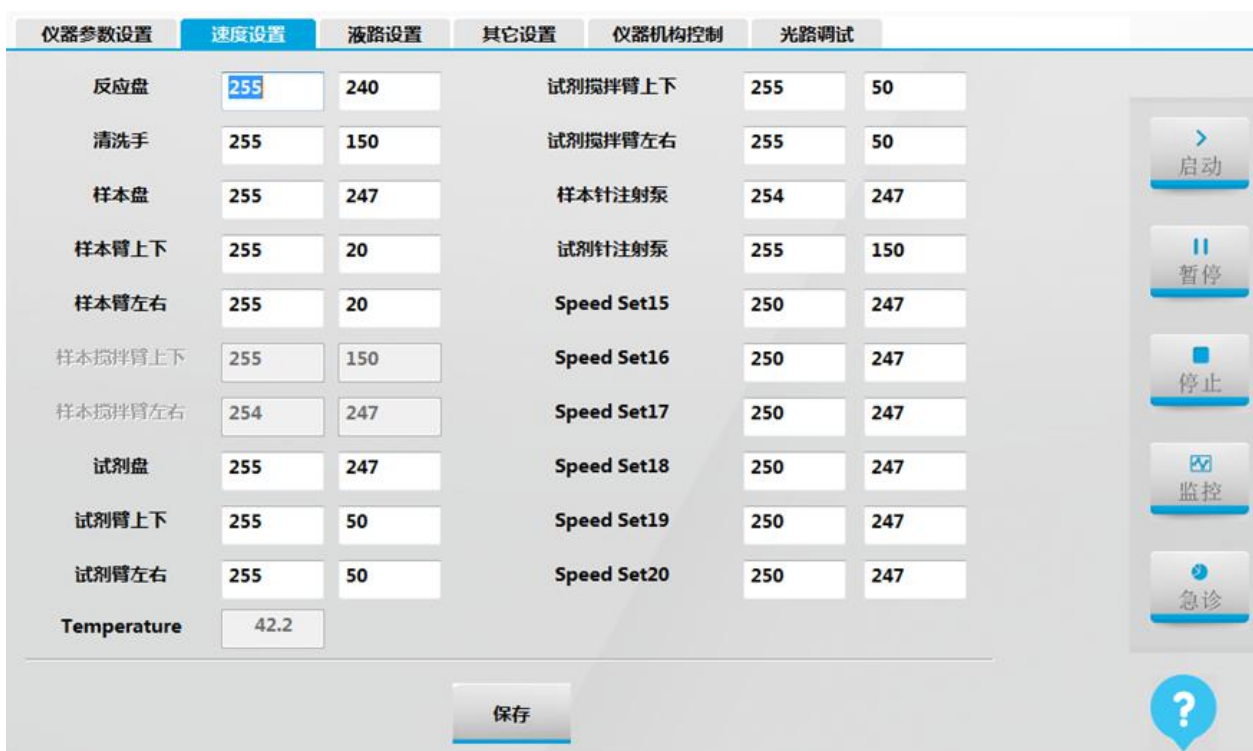 仪器参数设置 速度设置 液路设置 其它设置 仪器机构控制 光路调试
反应盘 255 240 试剂搅拌臂上下 255 50
清洗手 255 150 试剂搅拌臂左右 255 50
样本盘 255 247 样本针注射泵 254 247
样本臂上下 255 20 试剂针注射泵 255 150
样本臂左右 255 20 Speed Set15 250 247
样本搅拌臂上下 255 150 Speed Set16 250 247
样本搅拌臂左右 254 247 Speed Set17 250 247
试剂盘 255 247 Speed Set18 250 247
试剂臂上下 255 50 Speed Set19 250 247
试剂臂左右 255 50 Speed Set20 250 247
Temperature 42.2
保存
启动
暂停
停止
监控
急诊
?